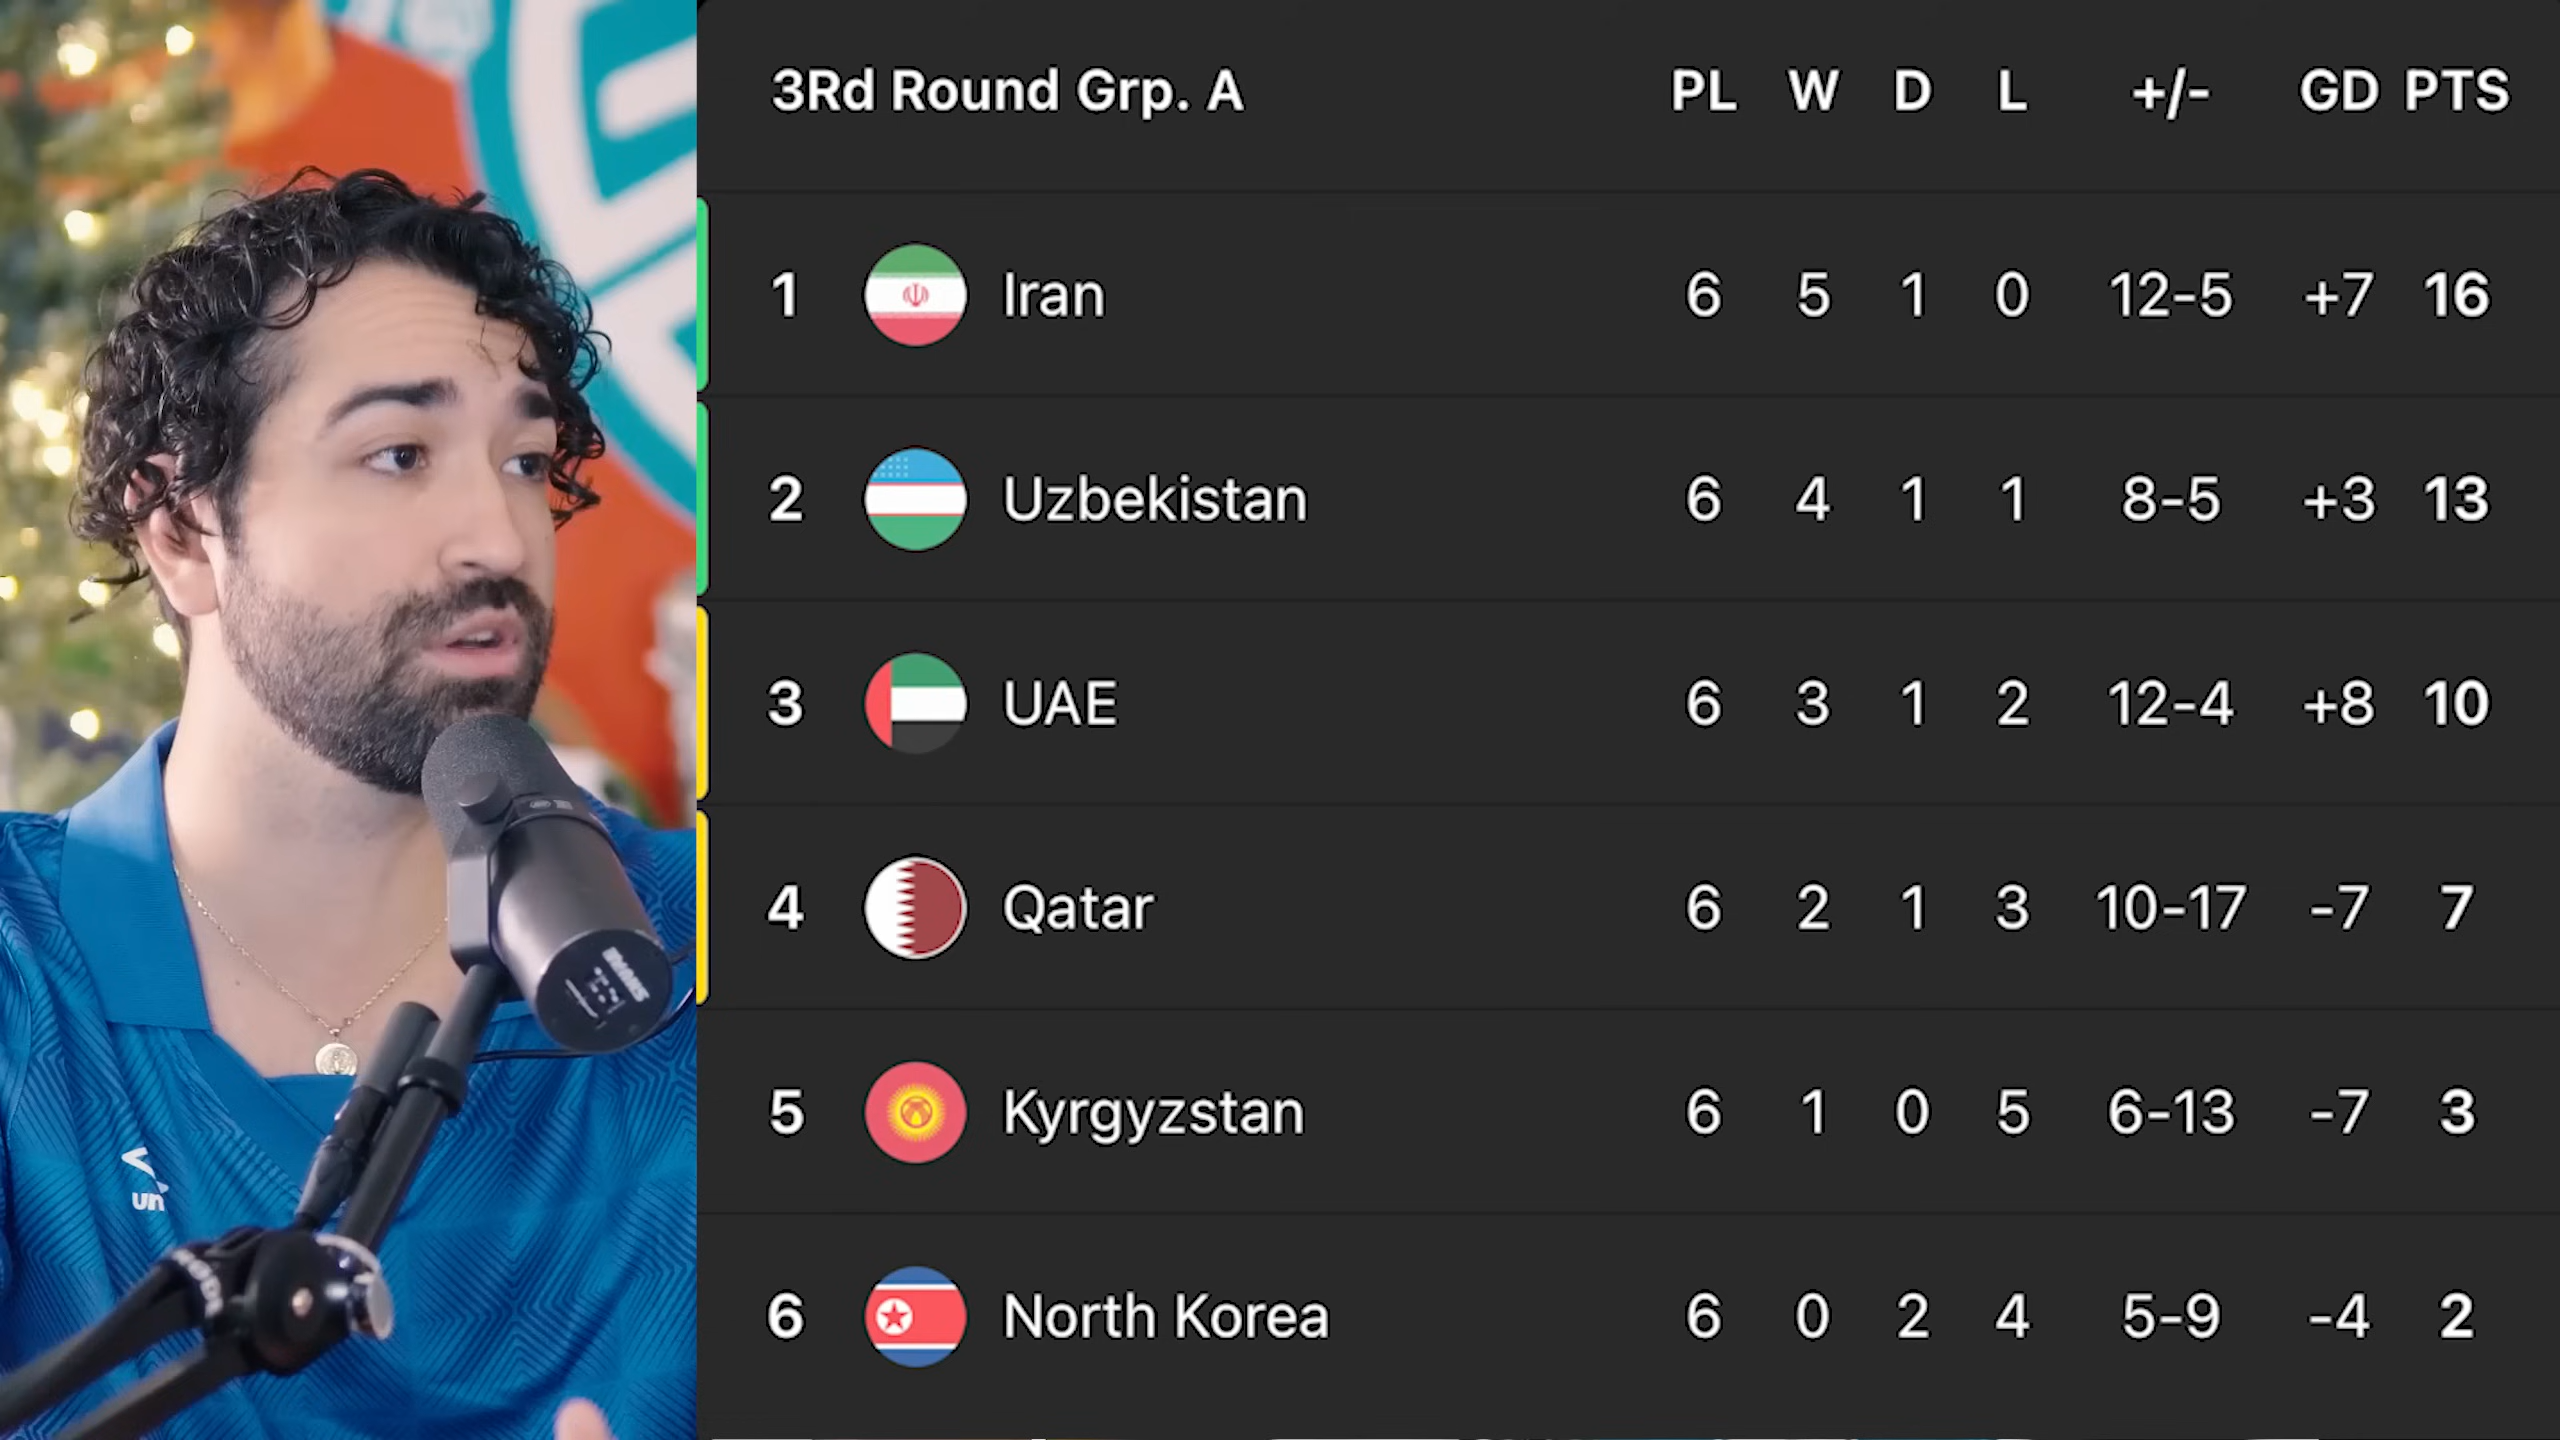 3Rd Round Grp. A PL W D L +/- GD PTS
1 Iran 6 5 1 0 12-5 +7 16
2 Uzbekistan 6 4 1 1 8-5 +3 13
3 UAE 6 3 1 2 12-4 +8 10
4 Qatar 6 2 1 3 10-17 -7 7
5 Kyrgyzstan 6 1 0 5 6-13 -7 3
6 North Korea 6 0 2 4 5-9 -4 2